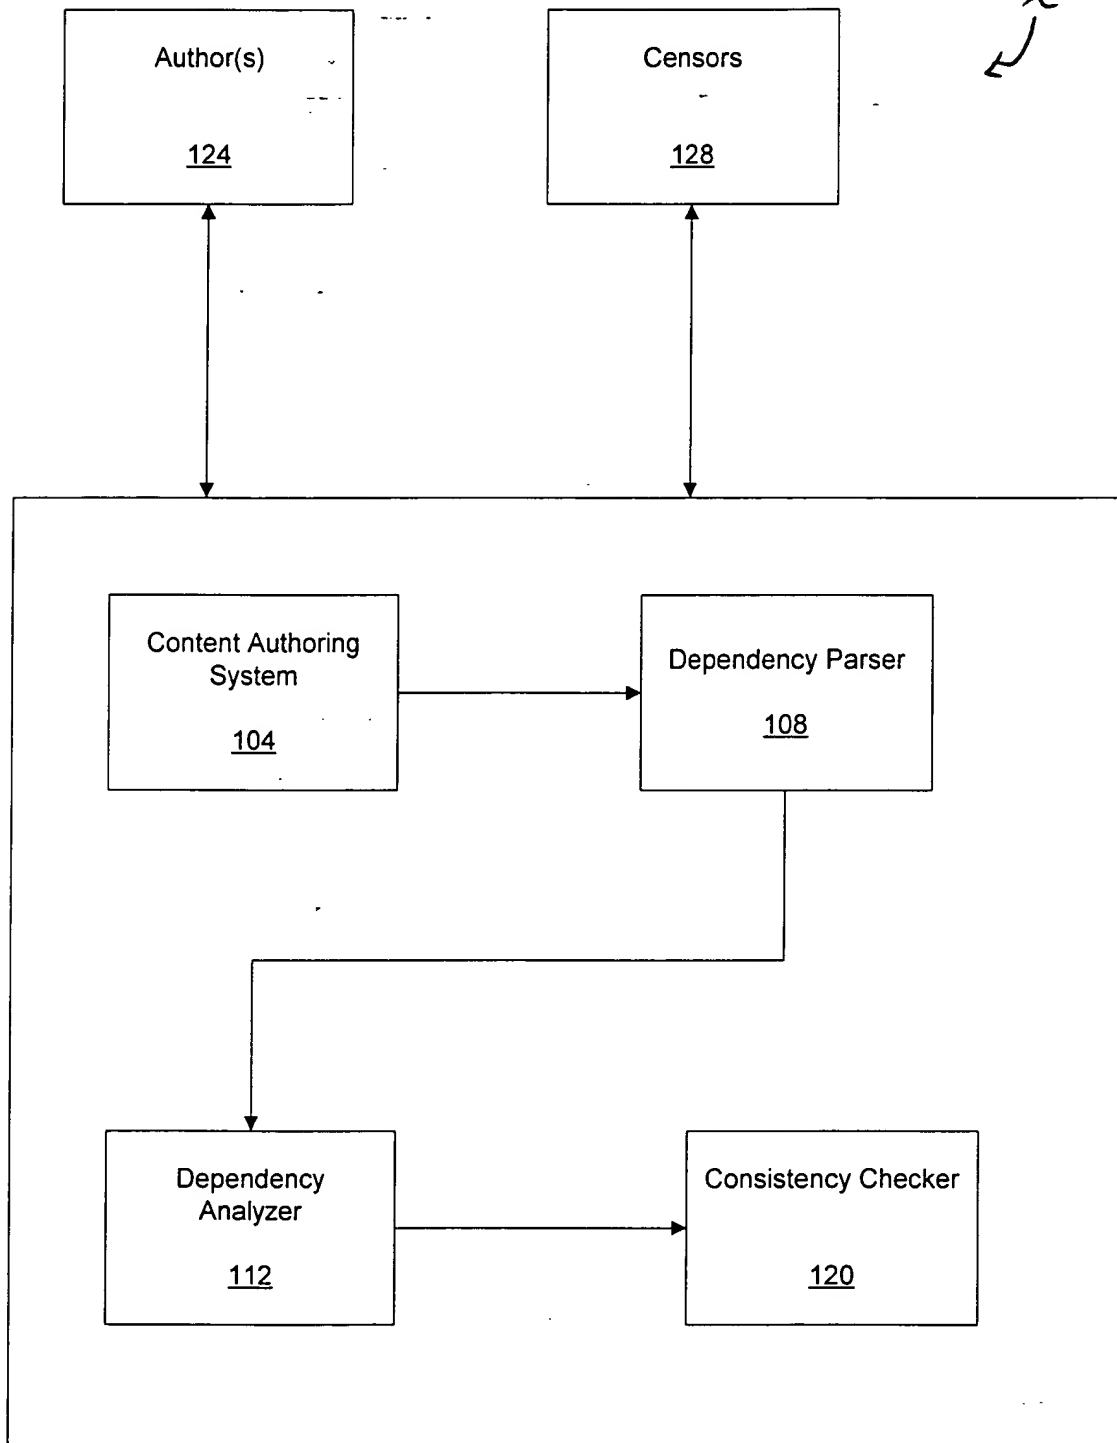 Author(s)
124
Censors
128
Content Authoring
System
104
Dependency Parser
108
Dependency
Analyzer
112
Consistency Checker
120